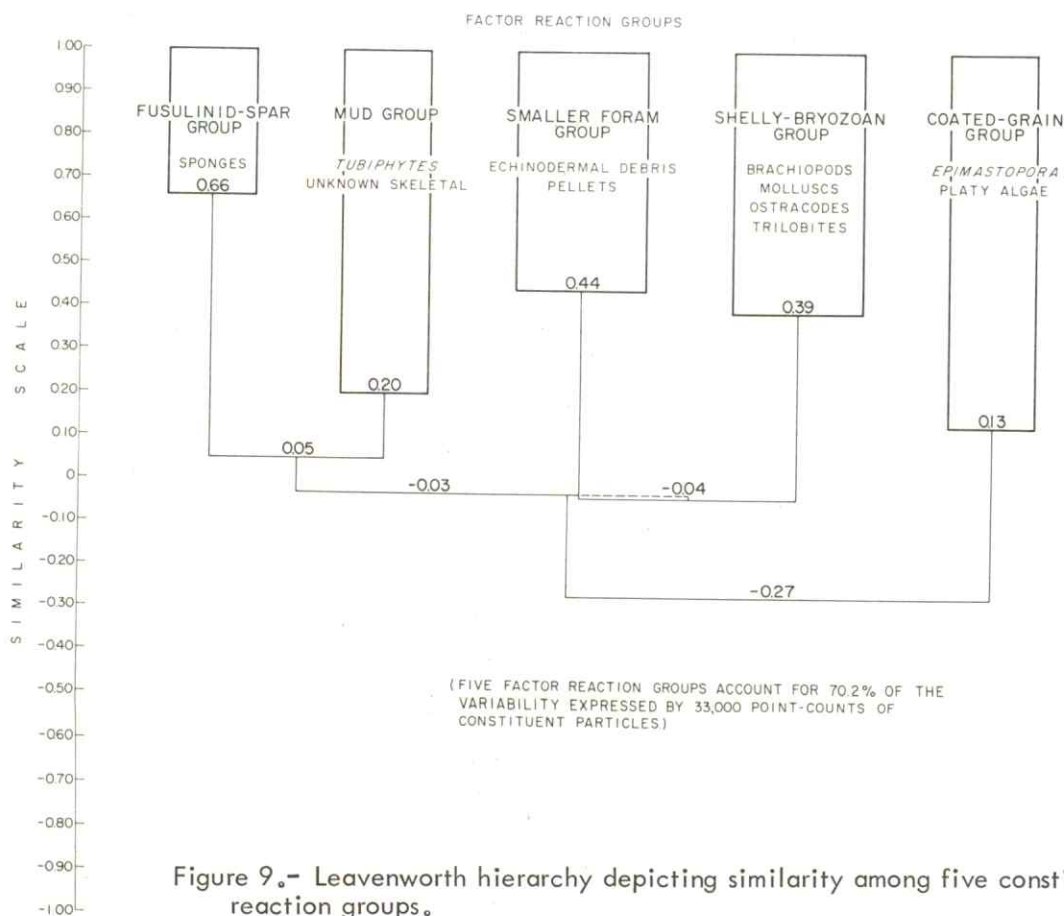 FACTOR REACTION GROUPS
1.00
0.90
0.80
0.70
0.60
0.50
0.40
0.30
0.20
0.10
0
-0.10
-0.20
-0.30
-0.40
-0.50
-0.60
-0.70
-0.80
-0.90
-1.00
SIMILARITY SCALE
FUSULINID-SPAR
GROUP
SPONGES
0.66
MUD GROUP
TUBIPHYTES
UNKNOWN SKELETAL
0.20
SMALLER FORAM
GROUP
ECHINODERMAL DEBRIS
PELLETS
0.44
SHELLY-BRYOZOAN
GROUP
BRACHIOPODS
MOLLUSCS
OSTRACODES
TRILOBITES
0.39
COATED-GRAIN
GROUP
EPIMASTOPORA
PLATY ALGAE
0.13
0.05
-0.03
-0.04
-0.27
(FIVE FACTOR REACTION GROUPS ACCOUNT FOR 70.2% OF THE
VARIABILITY EXPRESSED BY 33,000 POINT-COUNTS OF
CONSTITUENT PARTICLES.)
Figure 9.- Leavenworth hierarchy depicting similarity among five
reaction groups.